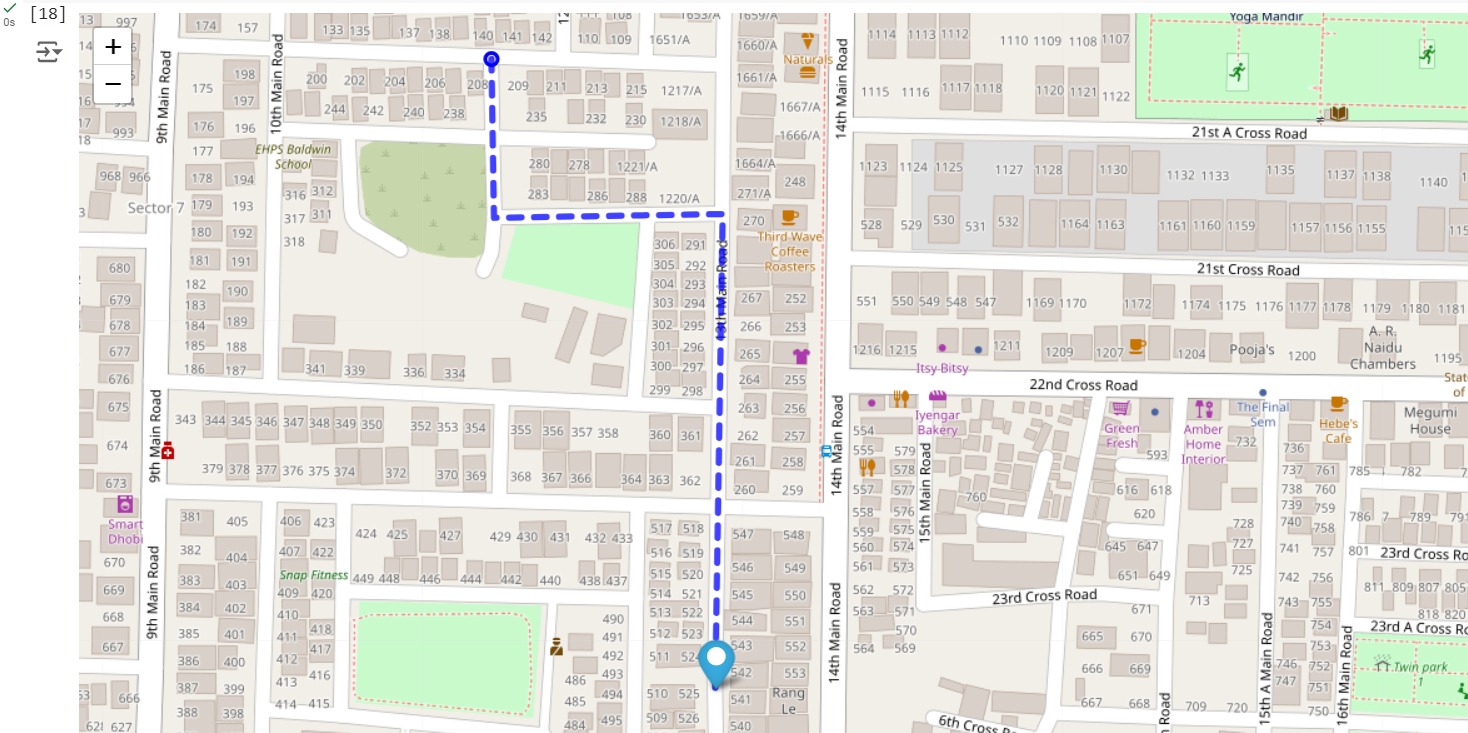 [18]
0s
+
−
997
174 157
133 135 137 138 140 141 142
110 109
1651/A
1660/A
Naturals
1661/A
1667/A
1666/A
1664/A
271/A
248
270
Third Wave
Coffee
Roasters
14th Main Road
1114 1113 1112 1110 1109 1108 1107
1115 1116 1117 1118 1120 1121 1122
Yoga Mandir
21st A Cross Road
9th Main Road
10th Main Road
198
175
197
176 196
177
178 194
179 193
180 192
181 191
182
190
183
184 189
185 188
186 187
993
968 966
Sector 7
200 202 204 206 208 209 211 213 215 1217/A
244 242 240 238 235 232 230 1218/A
EHPS Baldwin
School
312
316
317 311
318
280 278 1221/A
283 286 288 1220/A
306 291
305 292
304 293
303 294
302 295
301 296
300 297
299 298
13th Main Road
267 252
266 253
265
264 255
263 256
262 257
261 258
260 259
1123 1124 1125 1127 1128 1130 1132 1133 1135 1137 1138 1140
528 529 530 531 532 1164 1163 1161 1160 1159 1157 1156 1155
21st Cross Road
551 550 549 548 547 1169 1170 1172 1174 1175 1176 1177 1178 1179 1180 1181
1216 1215 1211 1209 1207 1204 Pooja's 1200
A. R.
Naidu
Chambers
1195
Itsy-Bitsy
22nd Cross Road
680
679
678
677
676
675
674
673
Smart
Dhobi
670
669
668
667
666
627
341 339 336 334
9th Main Road
343 344 345 346 347 348 349 350 352 353 354
379 378 377 376 375 374 372 370 369
355 356 357 358 360 361
368 367 366 364 363 362
14th Main Road
Iyengar
Bakery
554
555
557
558
559
560
561
562
563
564
579
578
577
576
575
574
573
572
571
570
569
15th Main Road
760
Green
Fresh
593
Amber
Home
Interior
The Final
Sem
732
Hebe's
Cafe
Megumi
House
State
of
736
737 761
738 760
739 759
740 758
741 757
742 756
743 755
754
753
746 752
747 751
750
785 782
786 789 791
801
616 618
620
645 647
651 649
728
727
725
713
23rd Cross Road
811 809 807 805
818 820
23rd A Cross Road
Twin park
1
23rd Cross Road
671
665 670
666 669
667 668
709 720
15th A Main Road
16th Main Road
Road
9th Main Road
381 405
382 404
383 403
384 402
385 401
386 400
387 399
388 398
406 423
407 422
Snap Fitness
409 420
410
411 418
412 417
413 416
414 415
424 425 427 429 430 431 432 433
449 448 446 444 442 440 438 437
490
491
492
493
486
494
485
495
484
517 518
516 519
515 520
514 521
513 522
512 523
511
510 525
509 526
547 548
546 549
545 550
544 551
543 552
542 553
541
540
Rang
Le
14th Main Road